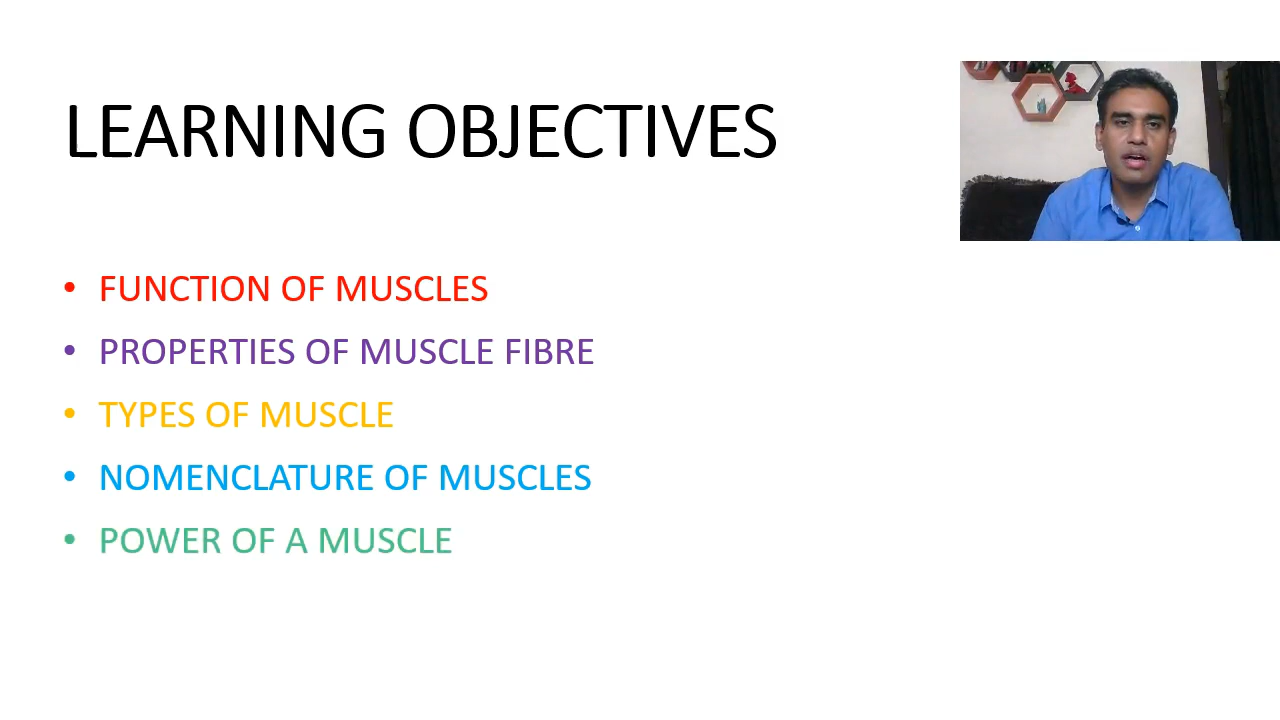 LEARNING OBJECTIVES
• FUNCTION OF MUSCLES
• PROPERTIES OF MUSCLE FIBRE
• TYPES OF MUSCLE
• NOMENCLATURE OF MUSCLES
• POWER OF A MUSCLE